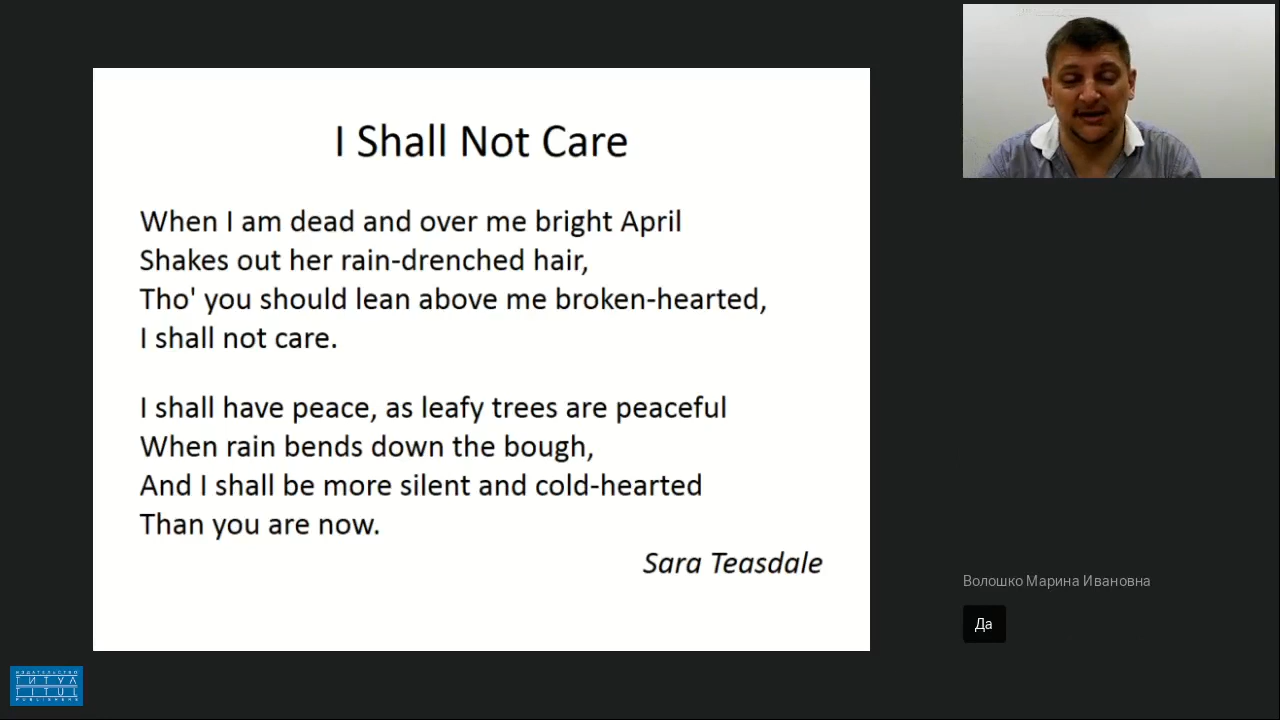 I Shall Not Care
When I am dead and over me bright April
Shakes out her rain-drenched hair,
Tho' you should lean above me broken-hearted,
I shall not care.
I shall have peace, as leafy trees are peaceful
When rain bends down the bough,
And I shall be more silent and cold-hearted
Than you are now.
Sara Teasdale
Волошко Марина Ивановна
Да
ИЗДАТЕЛЬСТВО
ТИТУЛ
TITUL
PUBLISHERS